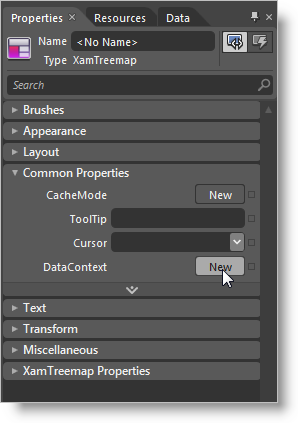 Properties × Resources Data
Name <No Name>
Type XamTreemap
Search
Brushes
Appearance
Layout
Common Properties
CacheMode New
ToolTip
Cursor
DataContext New
Text
Transform
Miscellaneous
XamTreemap Properties